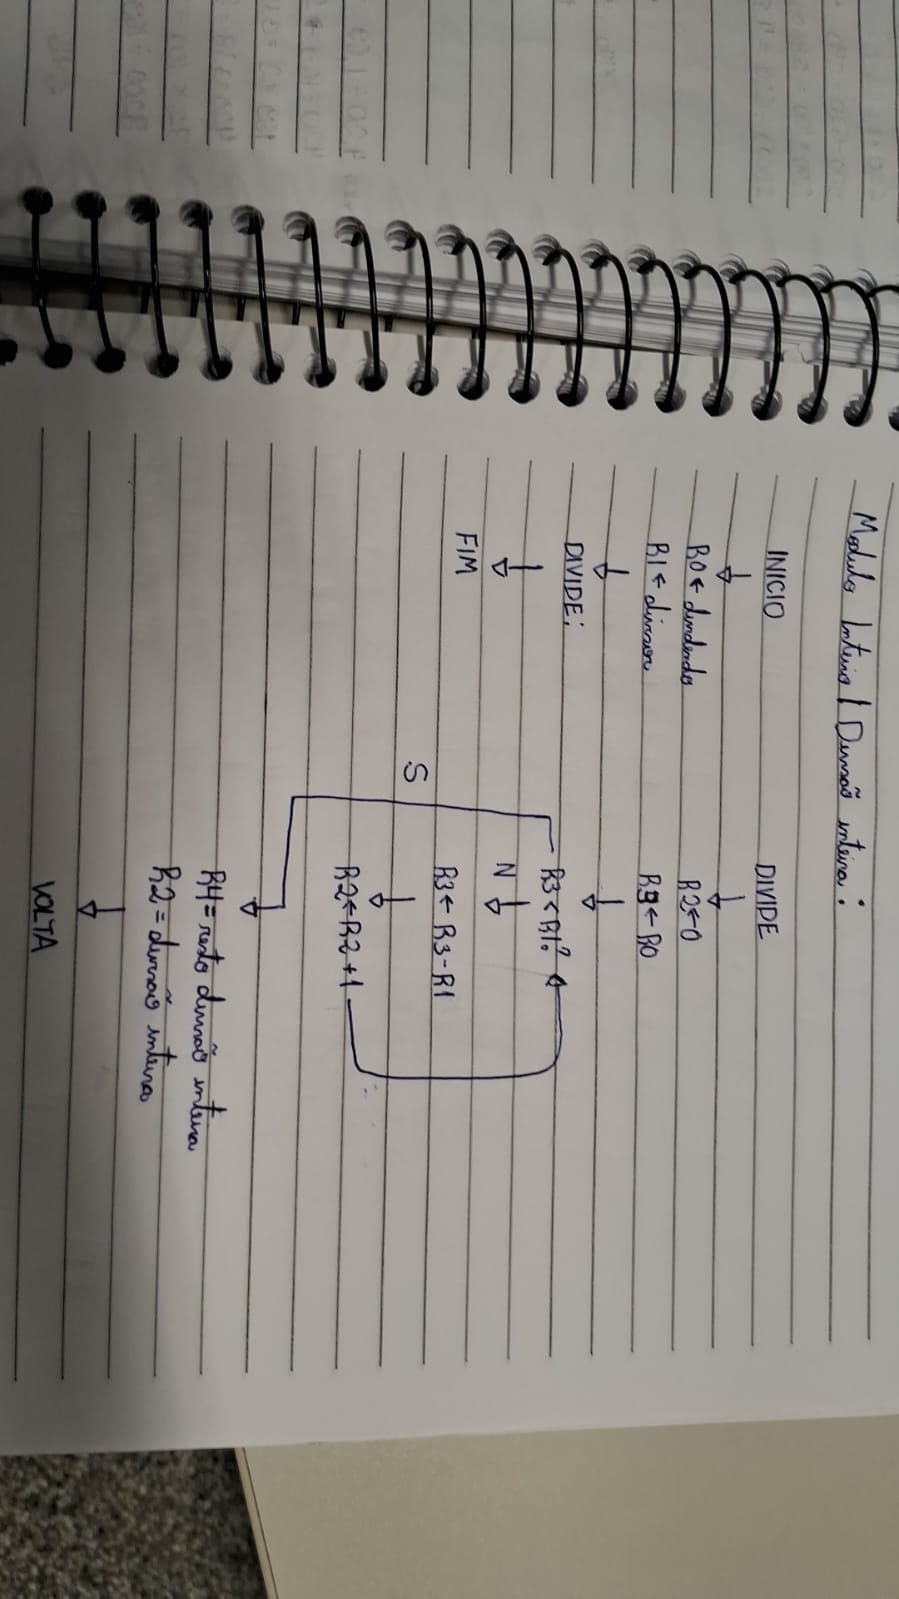 Modulo Inteiro / Divisão inteira:
INICIO
R0 ← dividendo
R1 ← divisor
DIVIDE;
FIM
DIVIDE
R2 ← 0
R3 ← R0
R3 < R1?
N
S
R3 ← R3 - R1
R2 ← R2 + 1
R4 = resto divisão inteira
R2 = divisão inteira
VOLTA